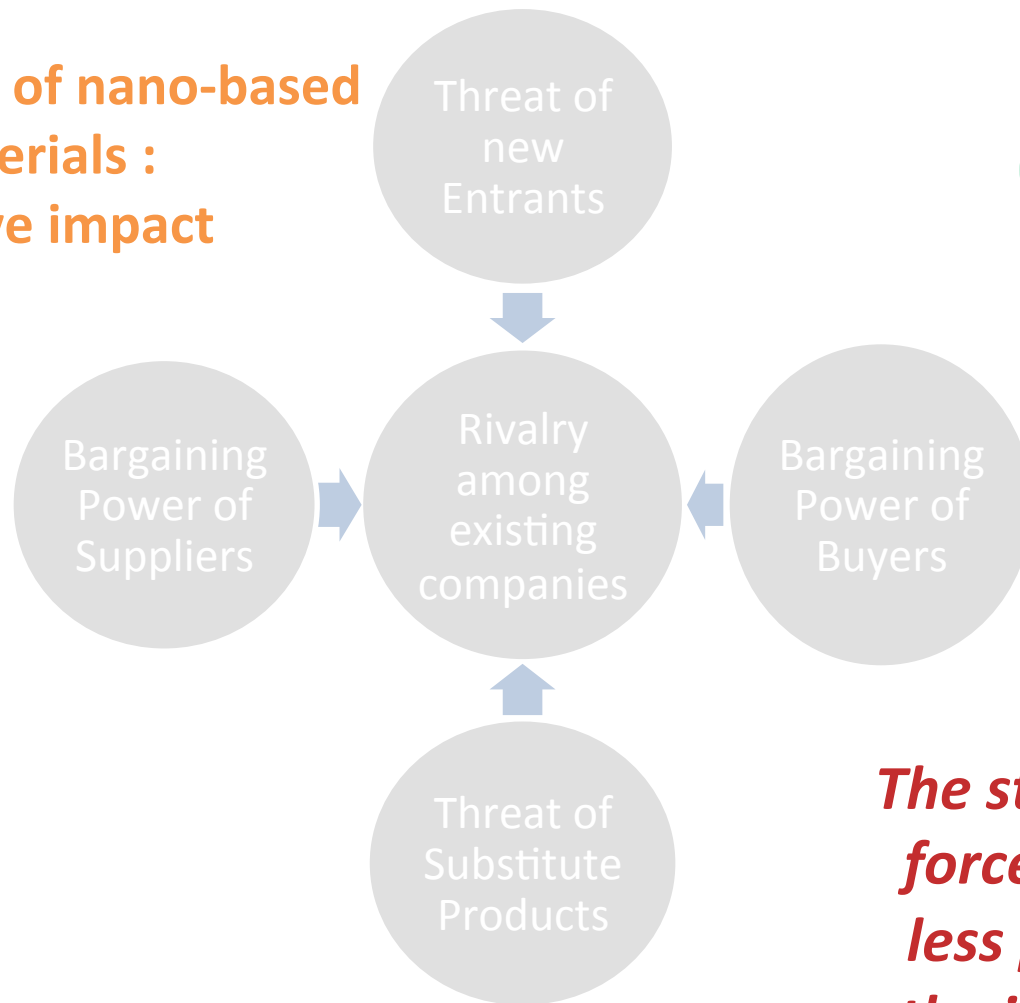 of nano-based
erials :
ve impact
Threat of
new
Entrants
Bargaining
Power of
Suppliers
Rivalry
among
existing
companies
Bargaining
Power of
Buyers
Threat of
Substitute
Products
The st
force
less